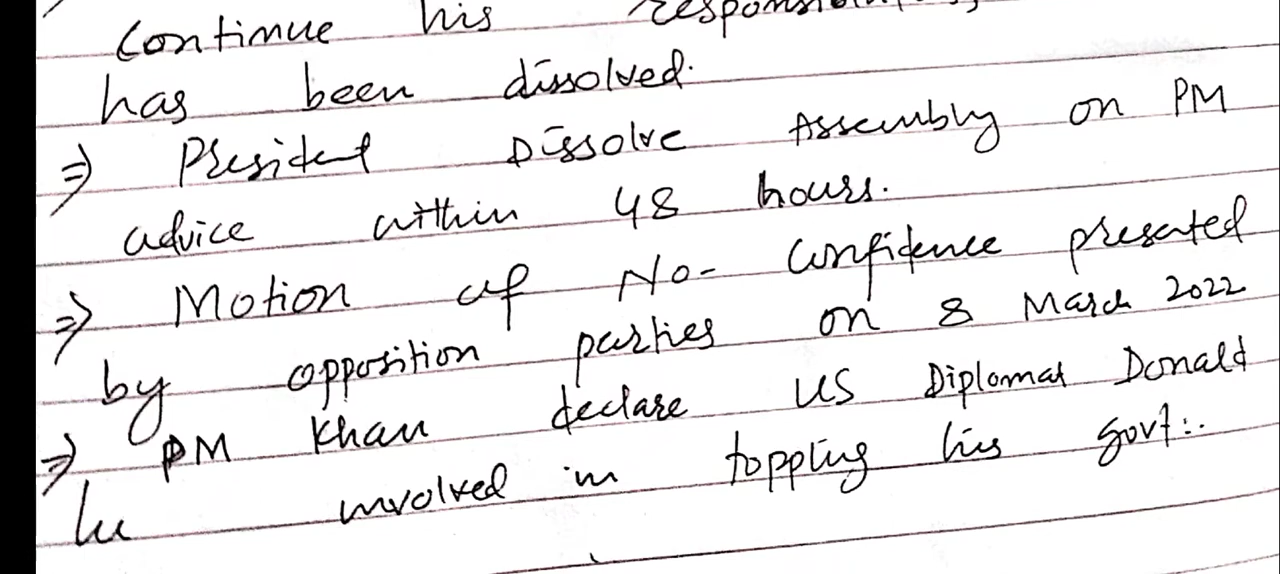 continue his
has been dissolved.
⇒ President Dissolve Assembly on PM
advice within 48 hours.
⇒ Motion of No- confidence presented
by opposition parties on 8 March 2022
⇒ PM Khan declare US Diplomat Donald
lu involved in toppling his govt:.